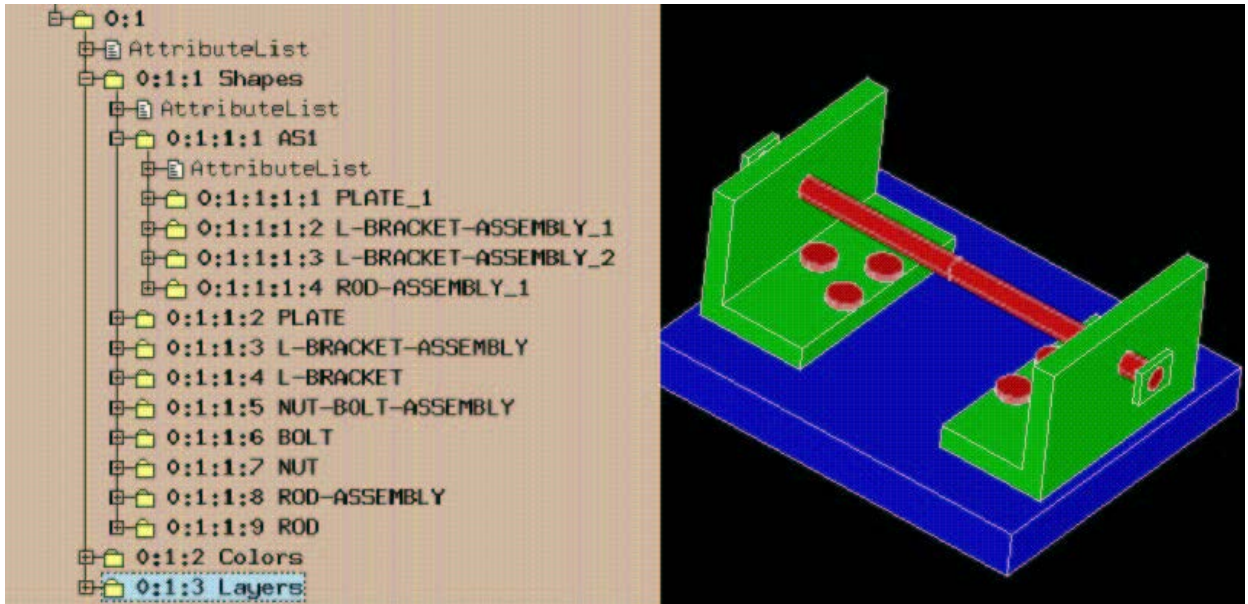 0:1
AttributeList
0:1:1 Shapes
AttributeList
0:1:1:1 AS1
AttributeList
0:1:1:1:1 PLATE_1
0:1:1:1:2 L-BRACKET-ASSEMBLY_1
0:1:1:1:3 L-BRACKET-ASSEMBLY_2
0:1:1:1:4 ROD-ASSEMBLY_1
0:1:1:2 PLATE
0:1:1:3 L-BRACKET-ASSEMBLY
0:1:1:4 L-BRACKET
0:1:1:5 NUT-BOLT-ASSEMBLY
0:1:1:6 BOLT
0:1:1:7 NUT
0:1:1:8 ROD-ASSEMBLY
0:1:1:9 ROD
0:1:2 Colors
0:1:3 Layers